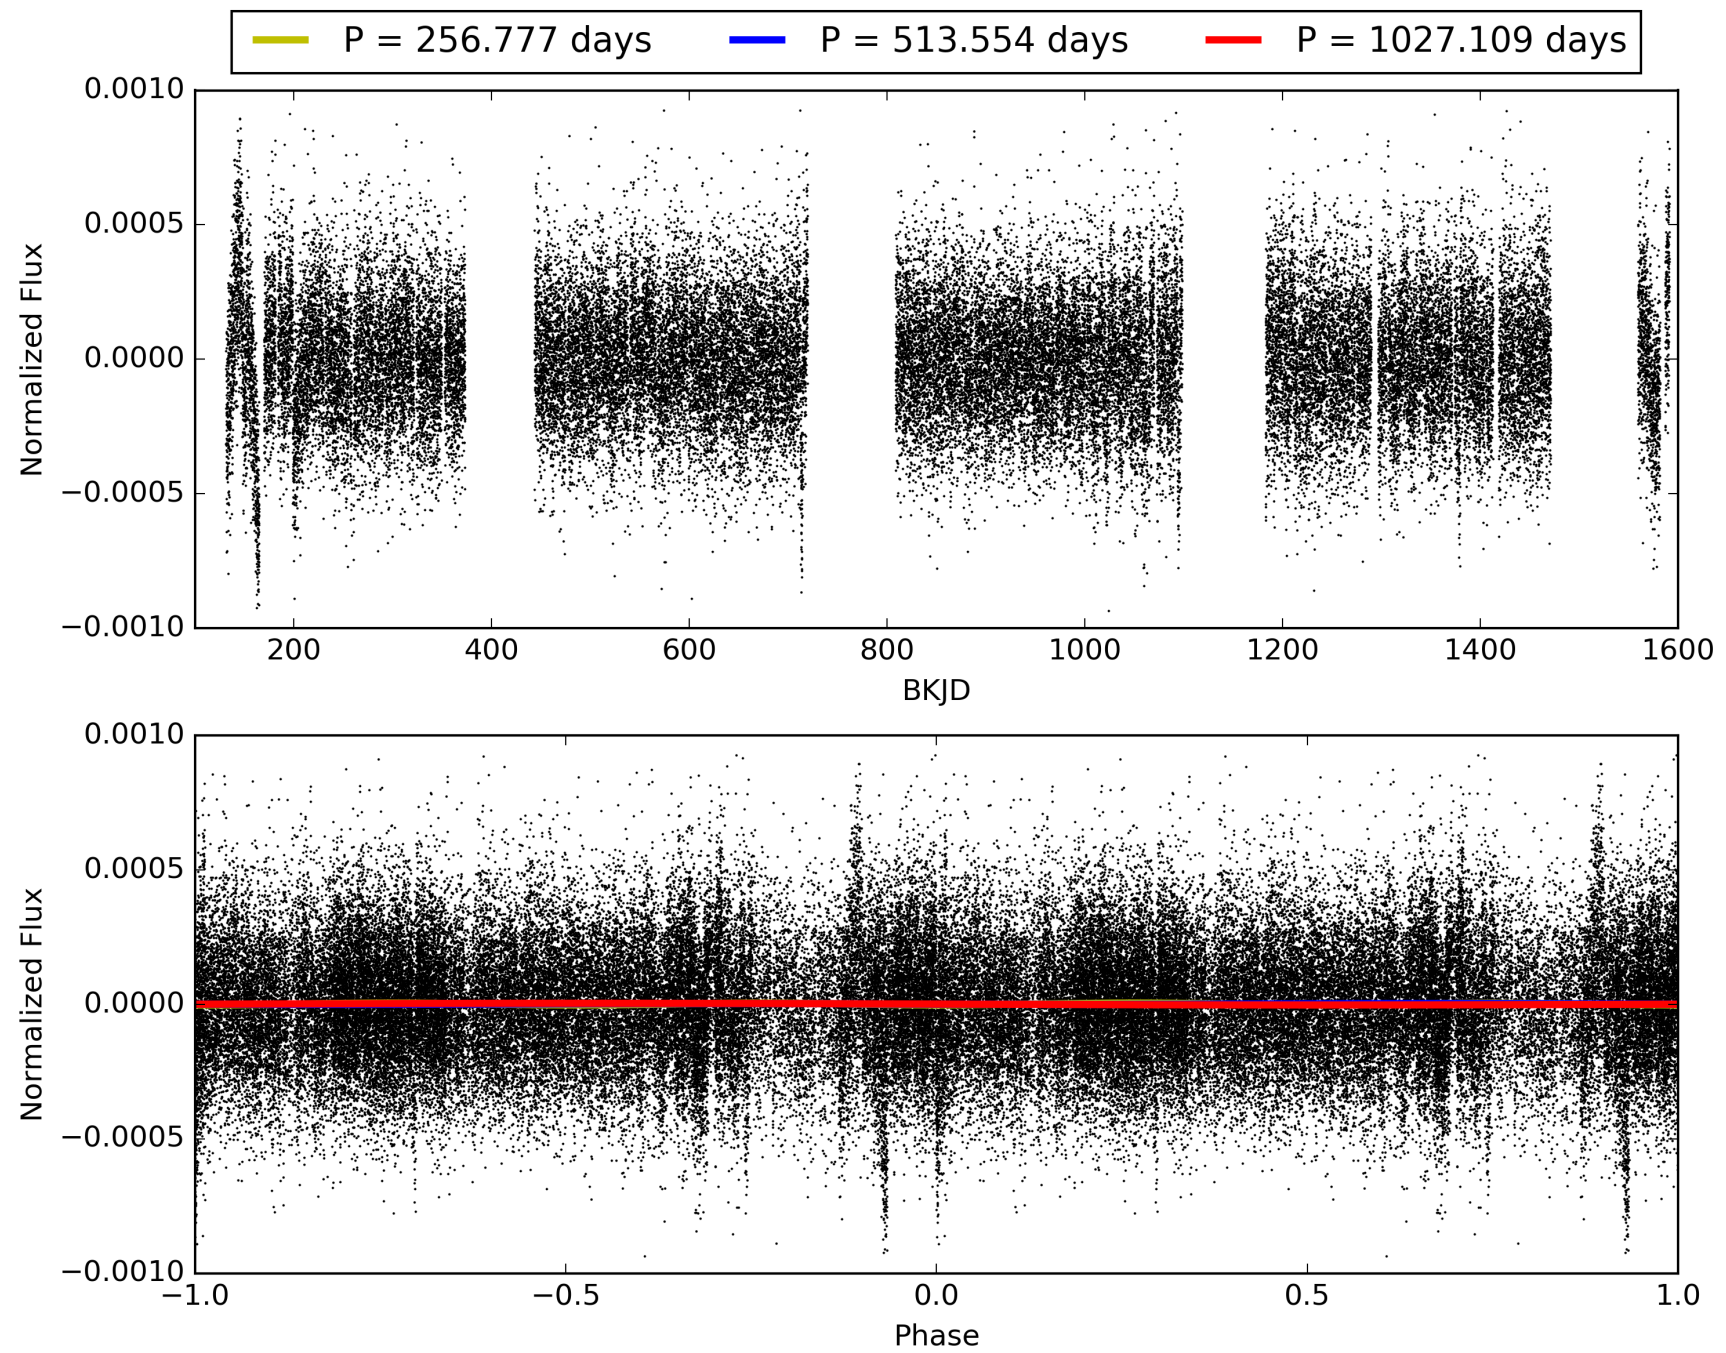 P = 256.777 days P = 513.554 days P = 1027.109 days
0.0010
0.0005
0.0000
−0.0005
−0.0010
Normalized Flux
200 400 600 800 1000 1200 1400 1600
BKJD
0.0010
0.0005
0.0000
−0.0005
−0.0010
Normalized Flux
−1.0 −0.5 0.0 0.5 1.0
Phase